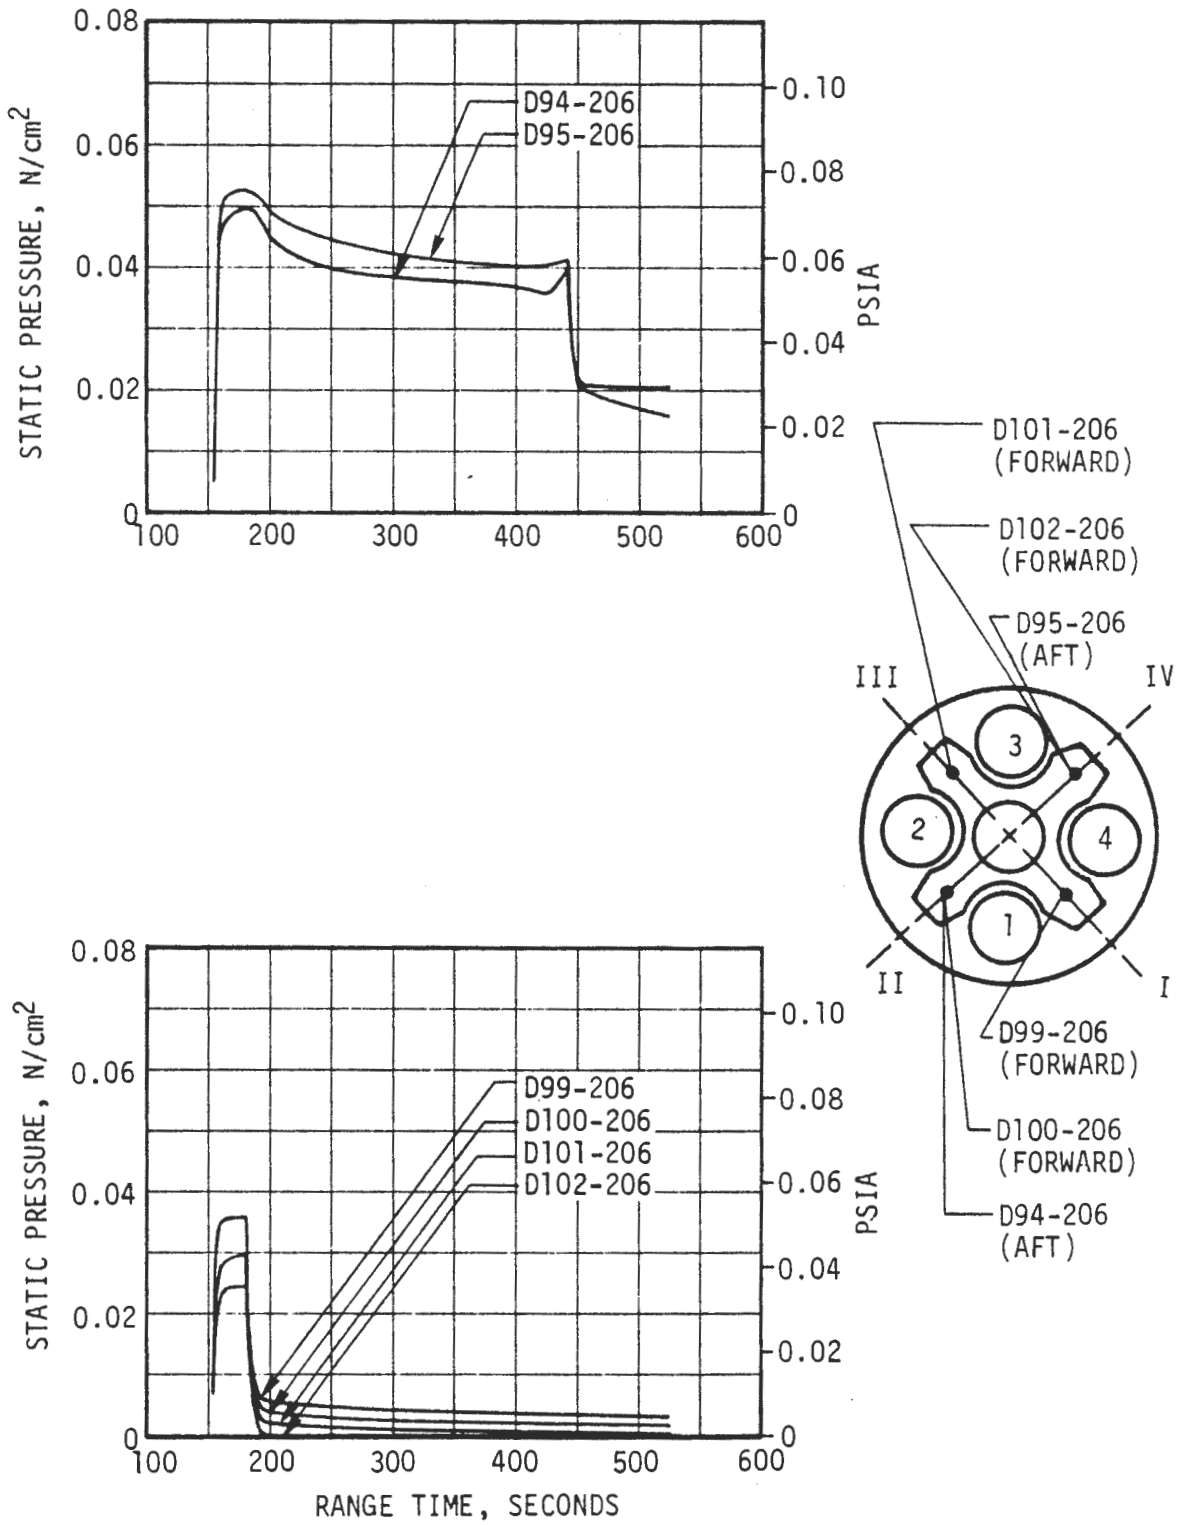 STATIC PRESSURE, N/cm2
0.08
0.06
0.04
0.02
0
D94-206
D95-206
0.10
0.08
0.06
0.04
0.02
0
PSIA
100 200 300 400 500 600
D101-206
(FORWARD)
D102-206
(FORWARD)
D95-206
(AFT)
III
IV
3
2
4
1
II
I
D99-206
(FORWARD)
D100-206
(FORWARD)
D94-206
(AFT)
STATIC PRESSURE, N/cm2
0.08
0.06
0.04
0.02
0
D99-206
D100-206
D101-206
D102-206
0.10
0.08
0.06
0.04
0.02
0
PSIA
100 200 300 400 500 600
RANGE TIME, SECONDS